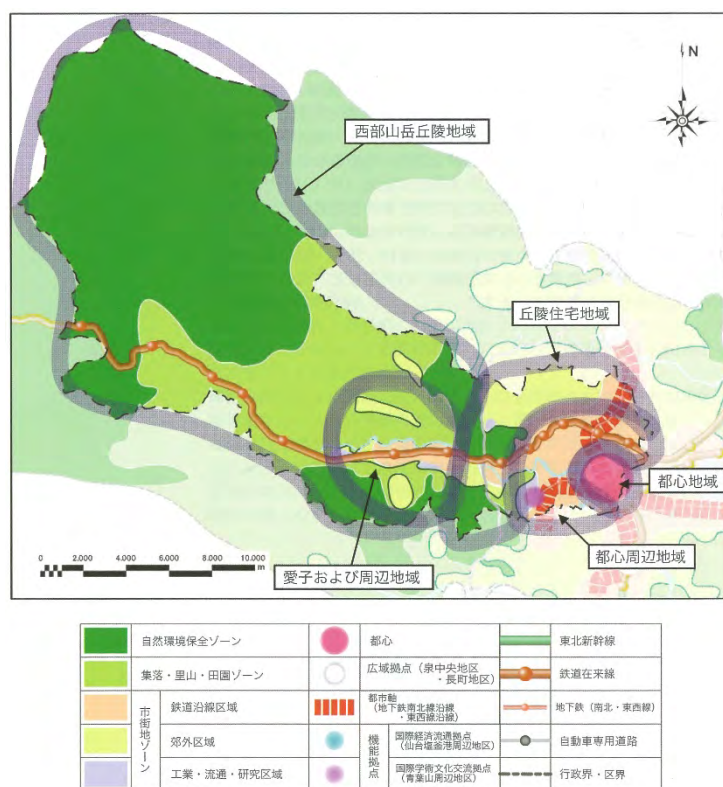 N
西部山岳丘陵地域
丘陵住宅地域
都心地域
都心周辺地域
愛子および周辺地域
0 2.000 4.000 6.000 8.000 10.000
m
自然環境保全ゾーン
都心
東北新幹線
集落・里山・田園ゾーン
広域拠点（泉中央地区
・長町地区）
鉄道在来線
市街地ゾーン
鉄道沿線区域
都市軸
（地下鉄南北線沿線
・東西線沿線）
地下鉄（南北・東西線）
郊外区域
機能拠点
国際経済流通拠点
（仙台塩釜港周辺地区）
自動車専用道路
工業・流通・研究区域
国際学術文化交流拠点
（青葉山周辺地区）
行政界・区界